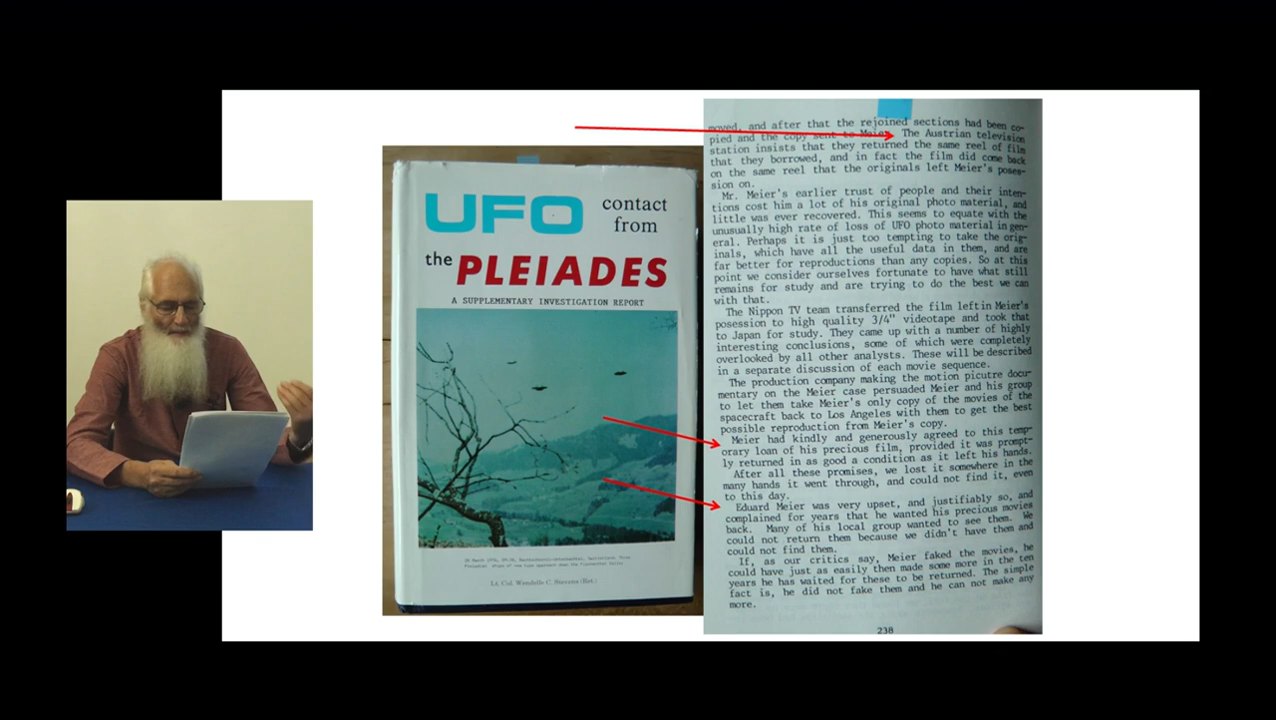 UFO contact
from
the PLEIADES
A SUPPLEMENTARY INVESTIGATION REPORT
Lt. Col. Wendelle C. Stevens (Ret.)
moved, and after that the rejoined sections had been co-
pied and the copy sent to Meier. The Austrian television
station insists that they returned the same reel of film
that they borrowed, and in fact the film did come back
on the same reel that the originals left Meier's poses-
sion on.
Mr. Meier's earlier trust of people and their inten-
tions cost him a lot of his original photo material, and
little was ever recovered. This seems to equate with the
unusually high rate of loss of UFO photo material in gen-
eral. Perhaps it is just too tempting to take the orig-
inals, which have all the useful data in them, and are
far better for reproductions than any copies. So at this
point we consider ourselves fortunate to have what still
remains for study and are trying to do the best we can
with that.
The Nippon TV team transferred the film left in Meier's
posession to high quality 3/4" videotape and took that
to Japan for study. They came up with a number of highly
interesting conclusions, some of which were completely
overlooked by all other analysts. These will be described
in a separate discussion of each movie sequence.
The production company making the motion picutre docu-
mentary on the Meier case persuaded Meier and his group
to let them take Meier's only copy of the movies of the
spacecraft back to Los Angeles with them to get the best
possible reproduction from Meier's copy.
Meier had kindly and generously agreed to this temp-
orary loan of his precious film, provided it was prompt-
ly returned in as good a condition as it left his hands.
After all these promises, we lost it somewhere in the
many hands it went through, and could not find it, even
to this day.
Eduard Meier was very upset, and justifiably so, and
complained for years that he wanted his precious movies
back. Many of his local group wanted to see them. We
could not return them because we didn't have them and
could not find them.
If, as our critics say, Meier faked the movies, he
could have just as easily then made some more in the ten
years he has waited for these to be returned. The simple
fact is, he did not fake them and he can not make any
more.
238